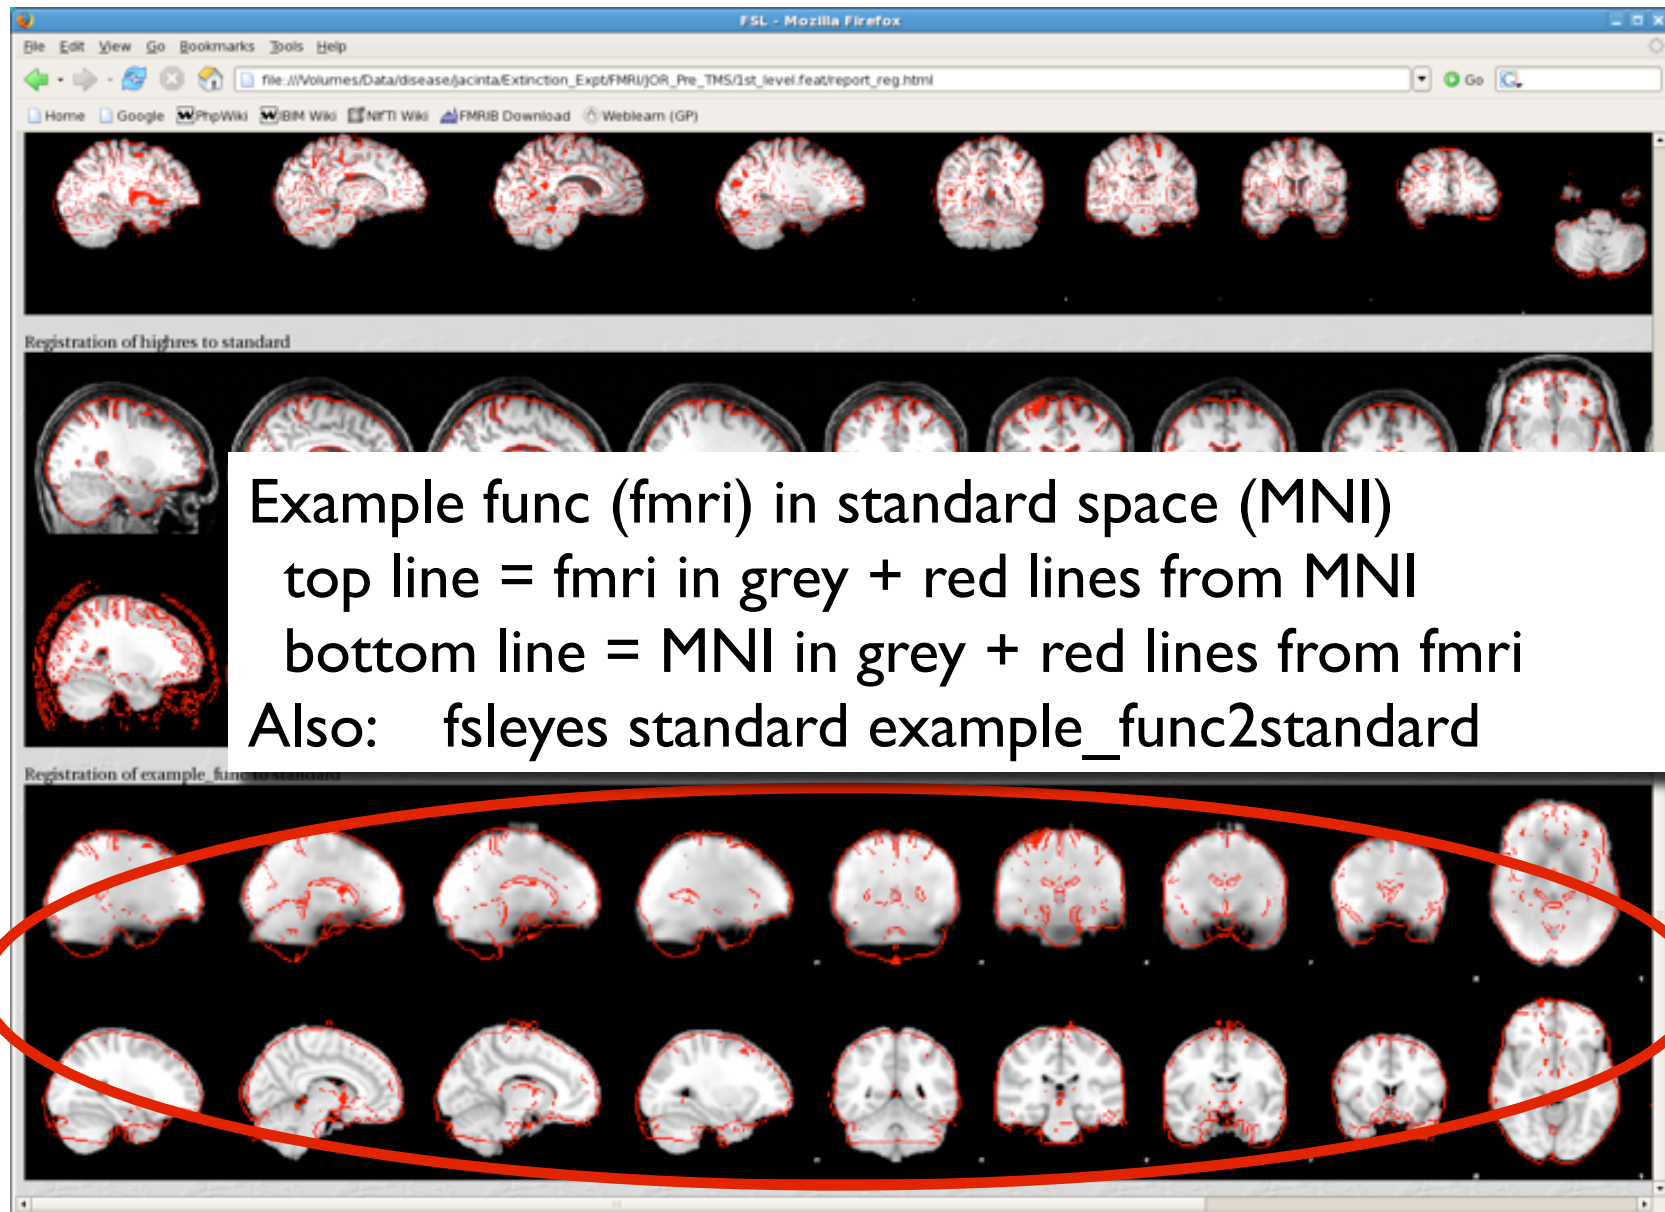 FSL - Mozilla Firefox
File Edit View Go Bookmarks Tools Help
file:///Volumes/Data/disease/jacinta/Extinction_Expt/FMRI/JOR_Pre_TMS/1st_level.feat/report_reg.html
Go
Home Google PhpWiki IBIM Wiki NIFTI Wiki FMRIB Download Weblearn (GP)
Registration of highres to standard
Example func (fmri) in standard space (MNI)
top line = fmri in grey + red lines from MNI
bottom line = MNI in grey + red lines from fmri
Also: fsleyes standard example_func2standard
Registration of example_func to standard